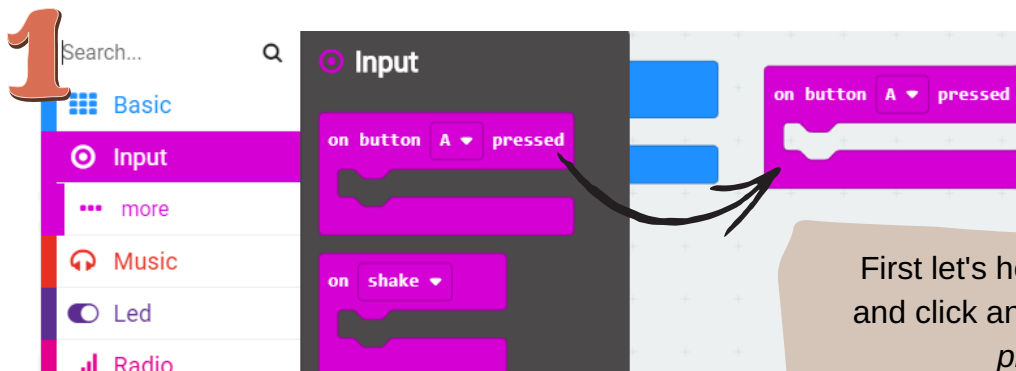 1
Search...
Basic
Input
more
Music
Led
Radio
Input
on button A pressed
on shake
on button A pressed
First let's
and click